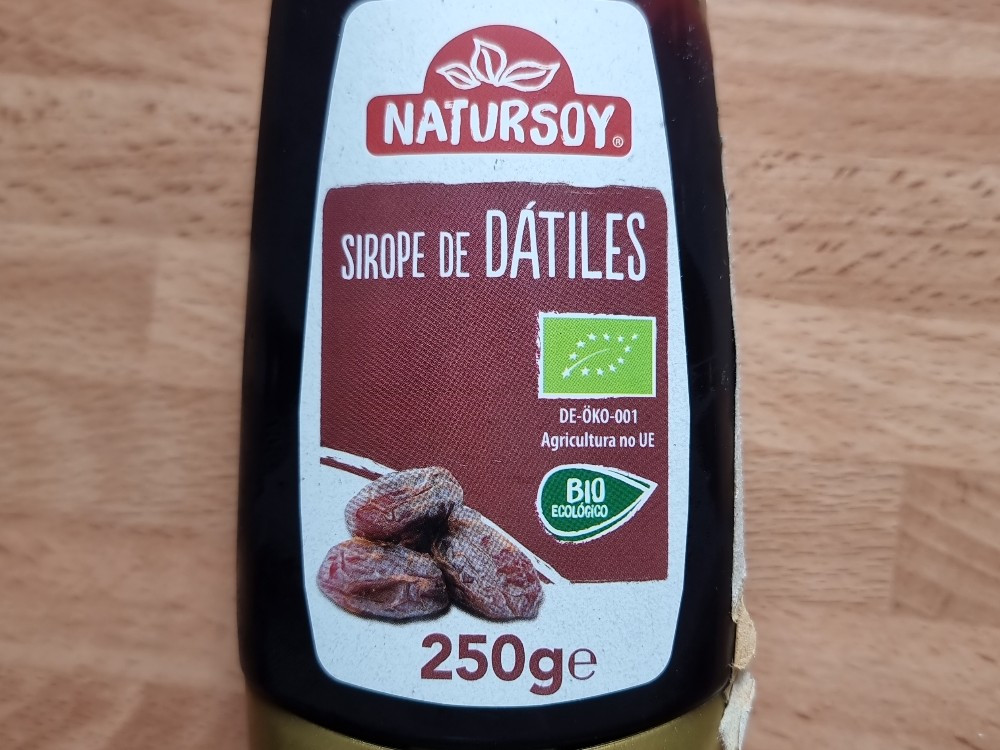 NATURSOY®
SIROPE DE DÁTILES
DE-ÖKO-001
Agricultura no UE
BIO
ECOLÓGICO
250g℮